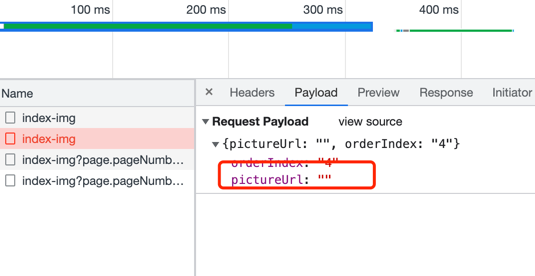 100 ms 200 ms 300 ms 400 ms
Name
× Headers Payload Preview Response Initiator
index-img
index-img
index-img?page.pageNumb...
index-img?page.pageNumb...
▼ Request Payload view source
▼ {pictureUrl: "", orderIndex: "4"}
orderIndex: "4"
pictureUrl: ""